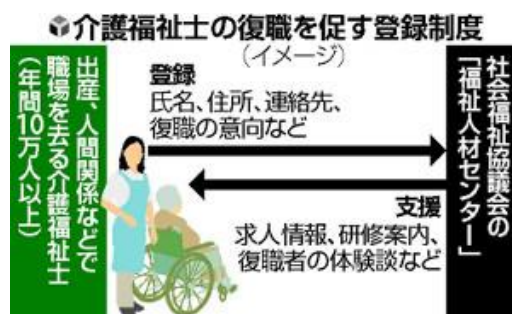 介護福祉士の復職を促す登録制度
(イメージ)
出産、人間関係などで
職場を去る介護福祉士
(年間10万人以上)
登録
氏名、住所、連絡先、
復職の意向など
支援
求人情報、研修案内、
復職者の体験談など
社会福祉協議会の
「福祉人材センター」